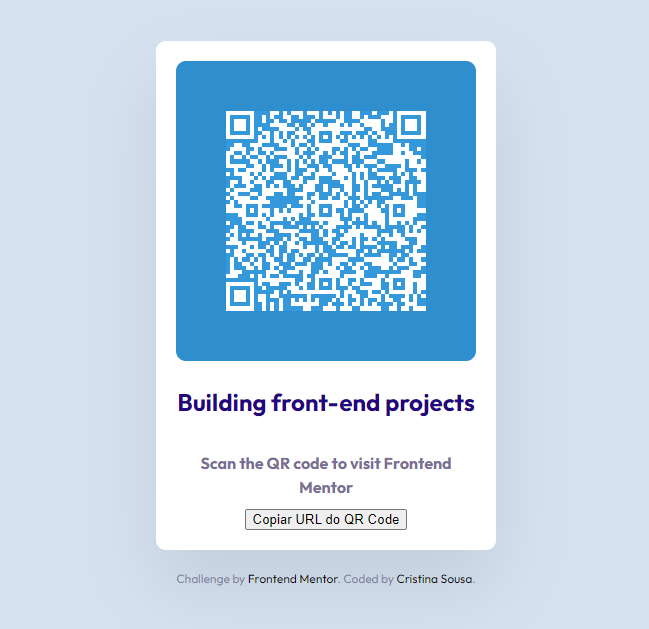 Building front-end projects
Scan the QR code to visit Frontend
Mentor
Copiar URL do QR Code
Challenge by Frontend Mentor. Coded by Cristina Sousa.